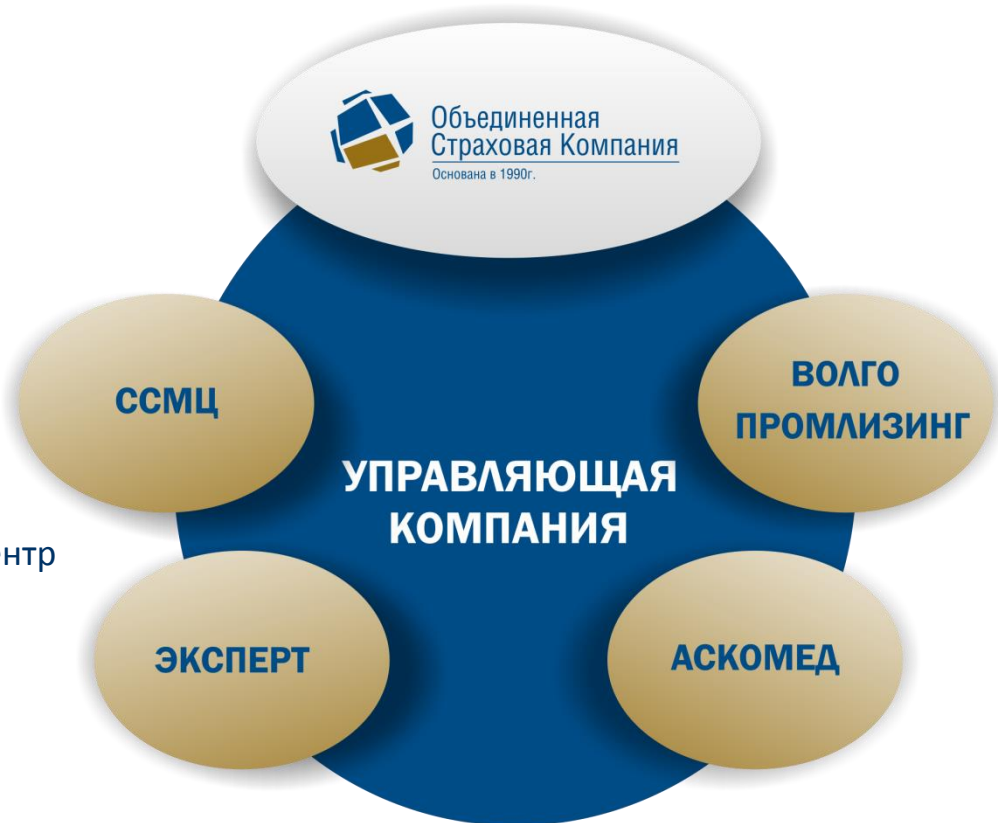 Объединенная
Страховая Компания
Основана в 1990г.
ССМЦ
ВОЛГО
ПРОМЛИЗИНГ
УПРАВЛЯЮЩАЯ
КОМПАНИЯ
нтр
ЭКСПЕРТ
АСКОМЕД